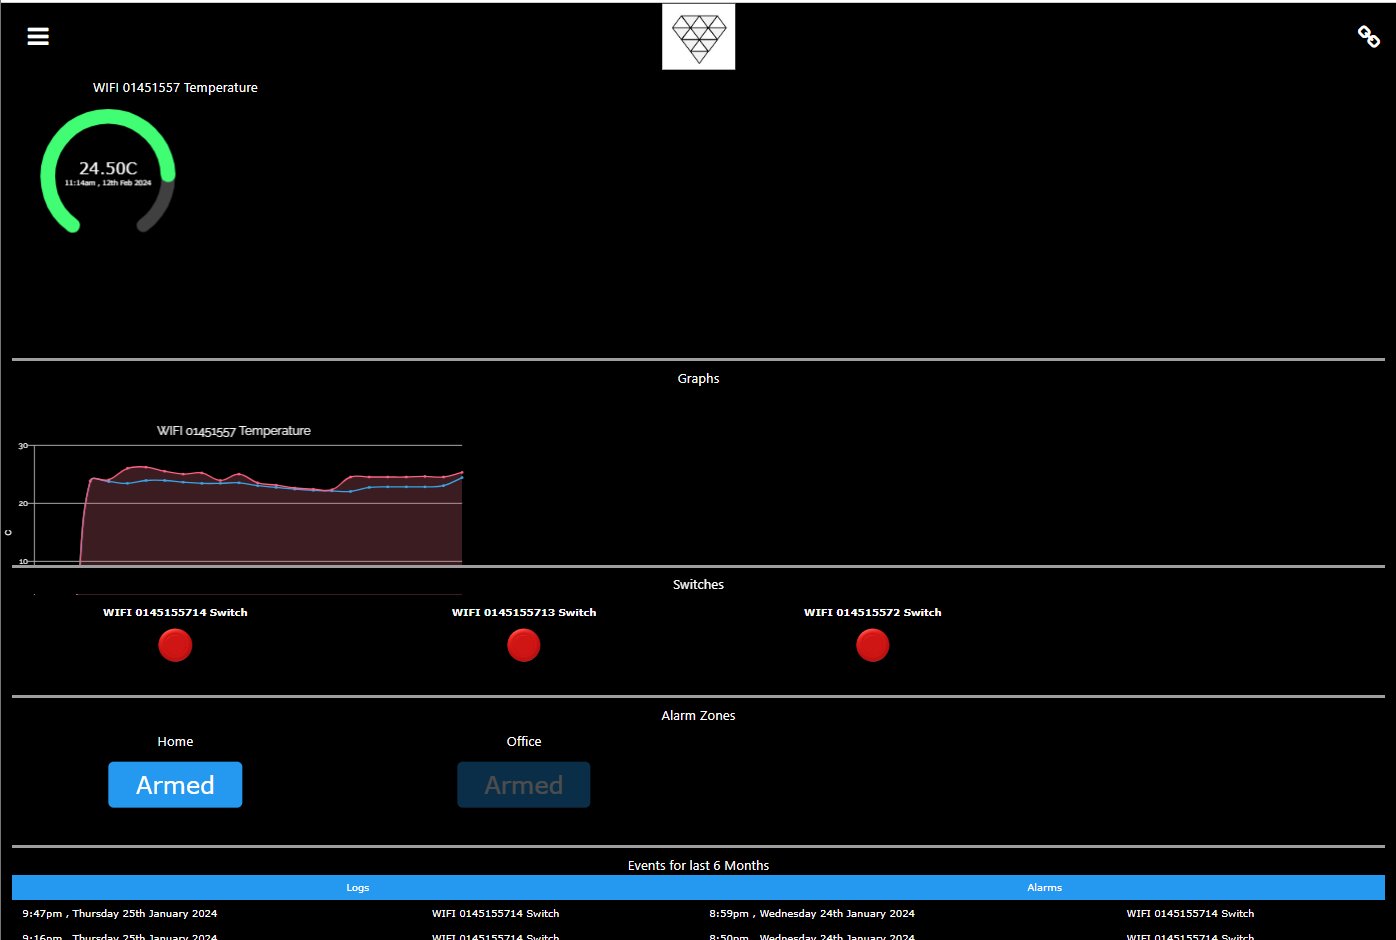 WIFI 01451557 Temperature
24.50C
11:14am , 12th Feb 2024
Graphs
WIFI 01451557 Temperature
30
20
C
10
Switches
WIFI 0145155714 Switch WIFI 0145155713 Switch WIFI 014515572 Switch
Alarm Zones
Home Office
Armed Armed
Events for last 6 Months
Logs Alarms
9:47pm , Thursday 25th January 2024 WIFI 0145155714 Switch 8:59pm , Wednesday 24th January 2024 WIFI 0145155714 Switch
9:16pm , Thursday 25th January 2024 WIFI 0145155714 Switch 8:50pm , Wednesday 24th January 2024 WIFI 0145155714 Switch